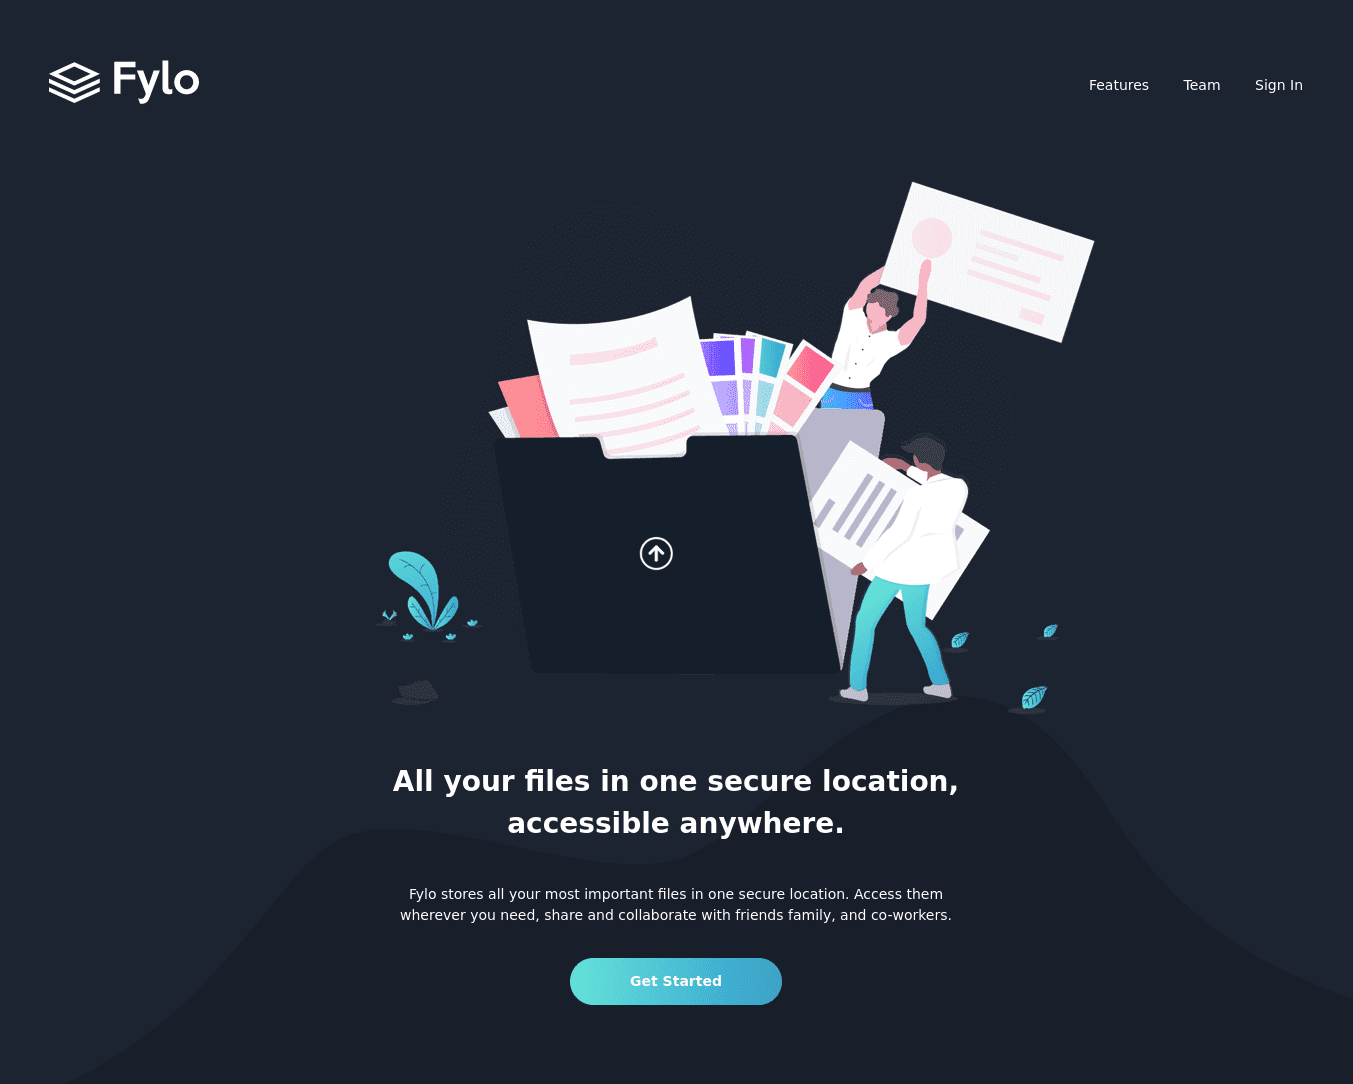 Fylo
Features
Team
Sign In
All your files in one secure location,
accessible anywhere.
Fylo stores all your most important files in one secure location. Access them
wherever you need, share and collaborate with friends family, and co-workers.
Get Started